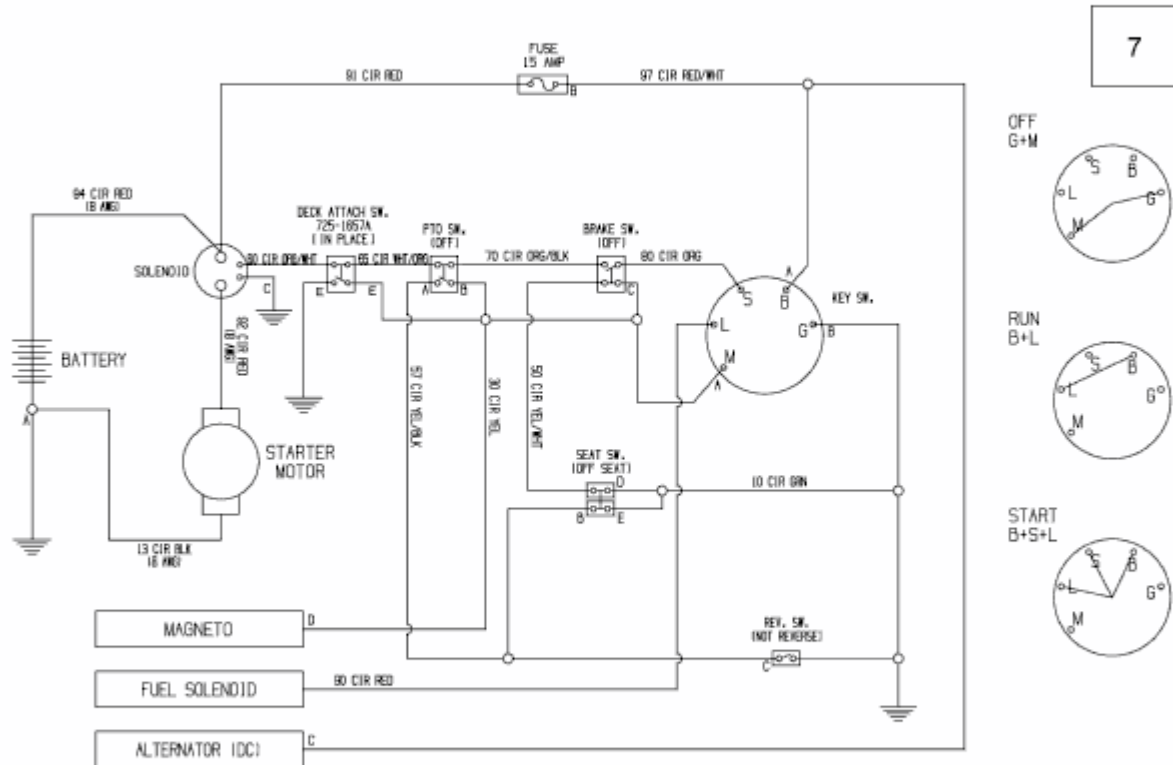 7
FUSE
15 AMP
91 CIR RED
97 CIR RED/WHT
B
OFF
G+M
S
B
L
G
M
94 CIR RED
(8 AWG)
DECK ATTACH SW.
725-1657A
(IN PLACE)
PTO SW.
(OFF)
BRAKE SW.
(OFF)
SOLENOID
60 CIR ORG/WHT
65 CIR WHT/ORG
70 CIR ORG/BLK
80 CIR ORG
C
E
E
A
B
C
A
S
B
KEY SW.
L
G
B
M
A
RUN
B+L
S
B
L
G
M
92 CIR RED
(8 AWG)
BATTERY
A
57 CIR YEL/BLK
30 CIR YEL
50 CIR YEL/WHT
STARTER
MOTOR
SEAT SW.
(OFF SEAT)
D
B
E
10 CIR GRN
START
B+S+L
S
B
L
G
M
13 CIR BLK
(8 AWG)
MAGNETO
D
REV. SW.
(NOT REVERSE)
C
FUEL SOLENOID
90 CIR RED
ALTERNATOR (DC)
C